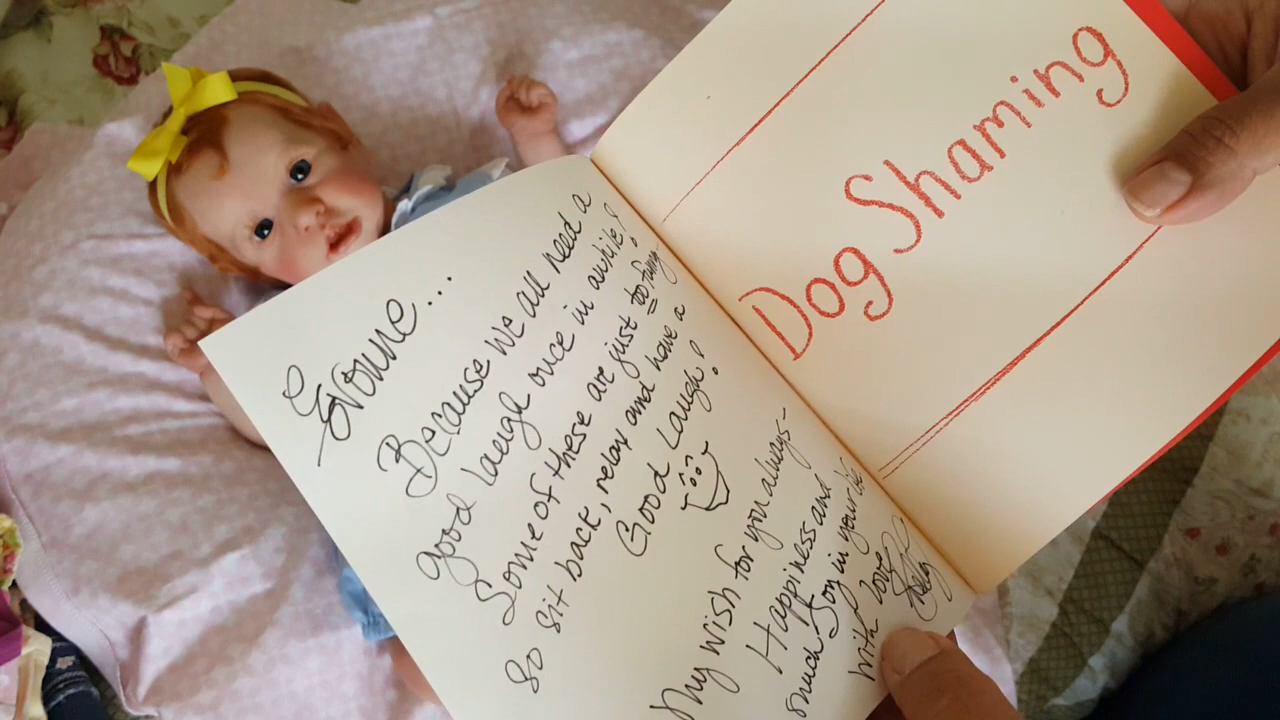 Evonne...
Because we all need a
good laugh once in awhile!
Some of these are just too funny-
so sit back, relax and have a
Good Laugh!
My wish for you always-
Happiness and
much Joy in your life
with love
Dog Shaming